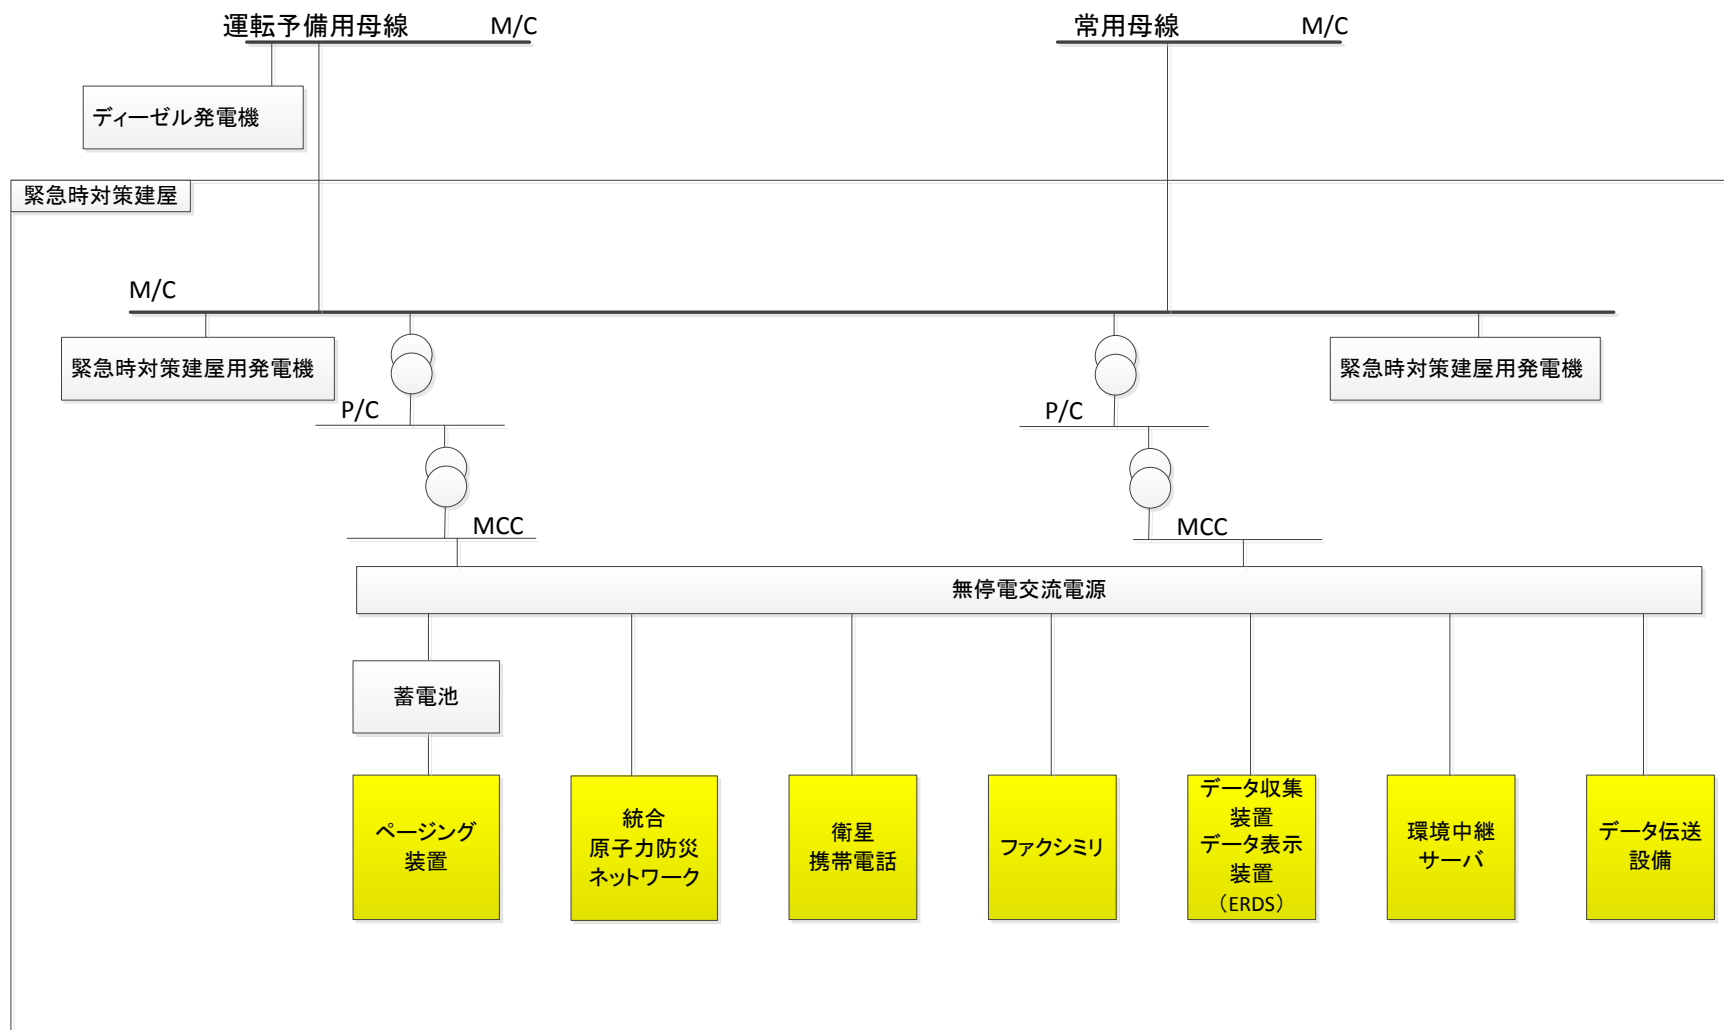 運転予備用母線 M/C
常用母線 M/C
ディーゼル発電機
緊急時対策建屋
M/C
緊急時対策建屋用発電機
緊急時対策建屋用発電機
P/C
P/C
MCC
MCC
無停電交流電源
蓄電池
ページング
装置
統合
原子力防災
ネットワーク
衛星
携帯電話
ファクシミリ
データ収集
装置
データ表示
装置
（ERDS）
環境中継
サーバ
データ伝送
設備